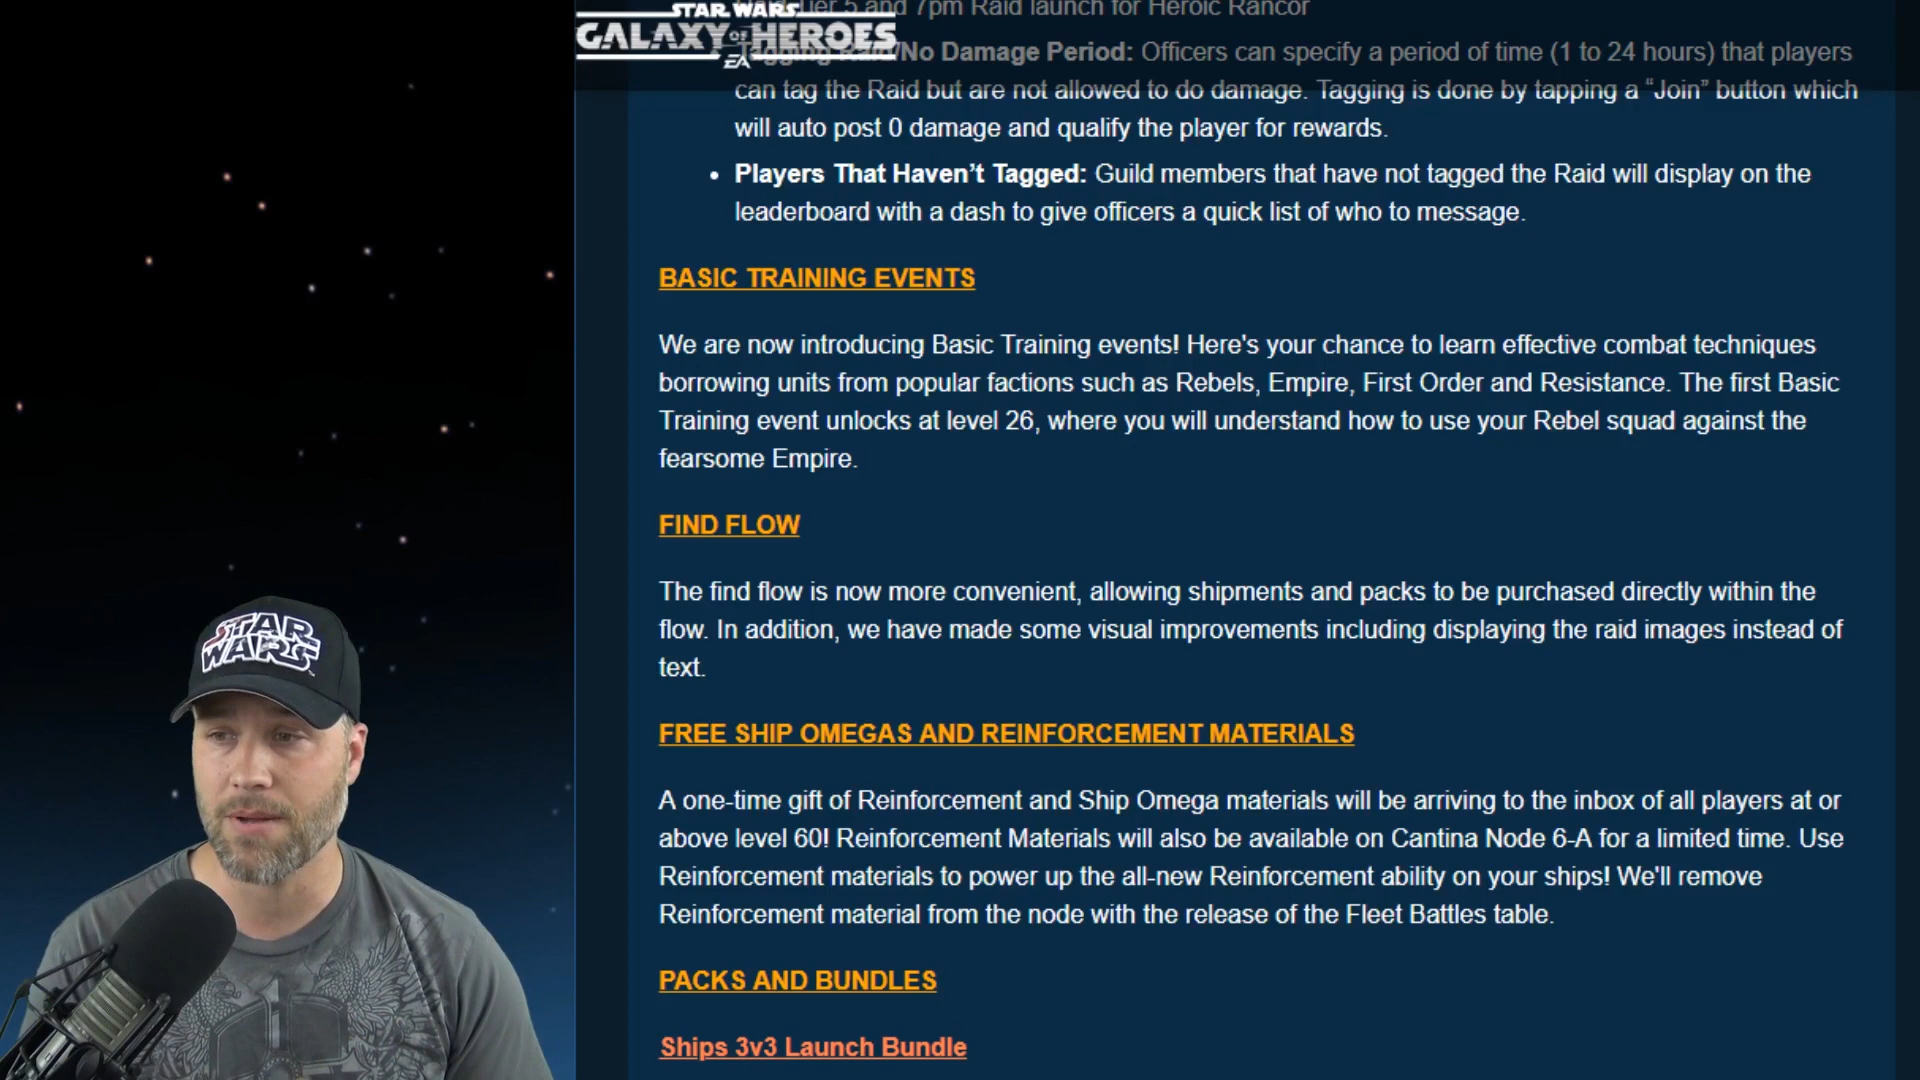 STAR WARS
GALAXY OF HEROES
EA
Tier 5 and 7pm Raid launch for Heroic Rancor
Tagging Raid/No Damage Period: Officers can specify a period of time (1 to 24 hours) that players
can tag the Raid but are not allowed to do damage. Tagging is done by tapping a “Join” button which
will auto post 0 damage and qualify the player for rewards.
• Players That Haven’t Tagged: Guild members that have not tagged the Raid will display on the
leaderboard with a dash to give officers a quick list of who to message.
BASIC TRAINING EVENTS
We are now introducing Basic Training events! Here's your chance to learn effective combat techniques
borrowing units from popular factions such as Rebels, Empire, First Order and Resistance. The first Basic
Training event unlocks at level 26, where you will understand how to use your Rebel squad against the
fearsome Empire.
FIND FLOW
The find flow is now more convenient, allowing shipments and packs to be purchased directly within the
flow. In addition, we have made some visual improvements including displaying the raid images instead of
text.
FREE SHIP OMEGAS AND REINFORCEMENT MATERIALS
A one-time gift of Reinforcement and Ship Omega materials will be arriving to the inbox of all players at or
above level 60! Reinforcement Materials will also be available on Cantina Node 6-A for a limited time. Use
Reinforcement materials to power up the all-new Reinforcement ability on your ships! We'll remove
Reinforcement material from the node with the release of the Fleet Battles table.
PACKS AND BUNDLES
Ships 3v3 Launch Bundle
STAR
WARS